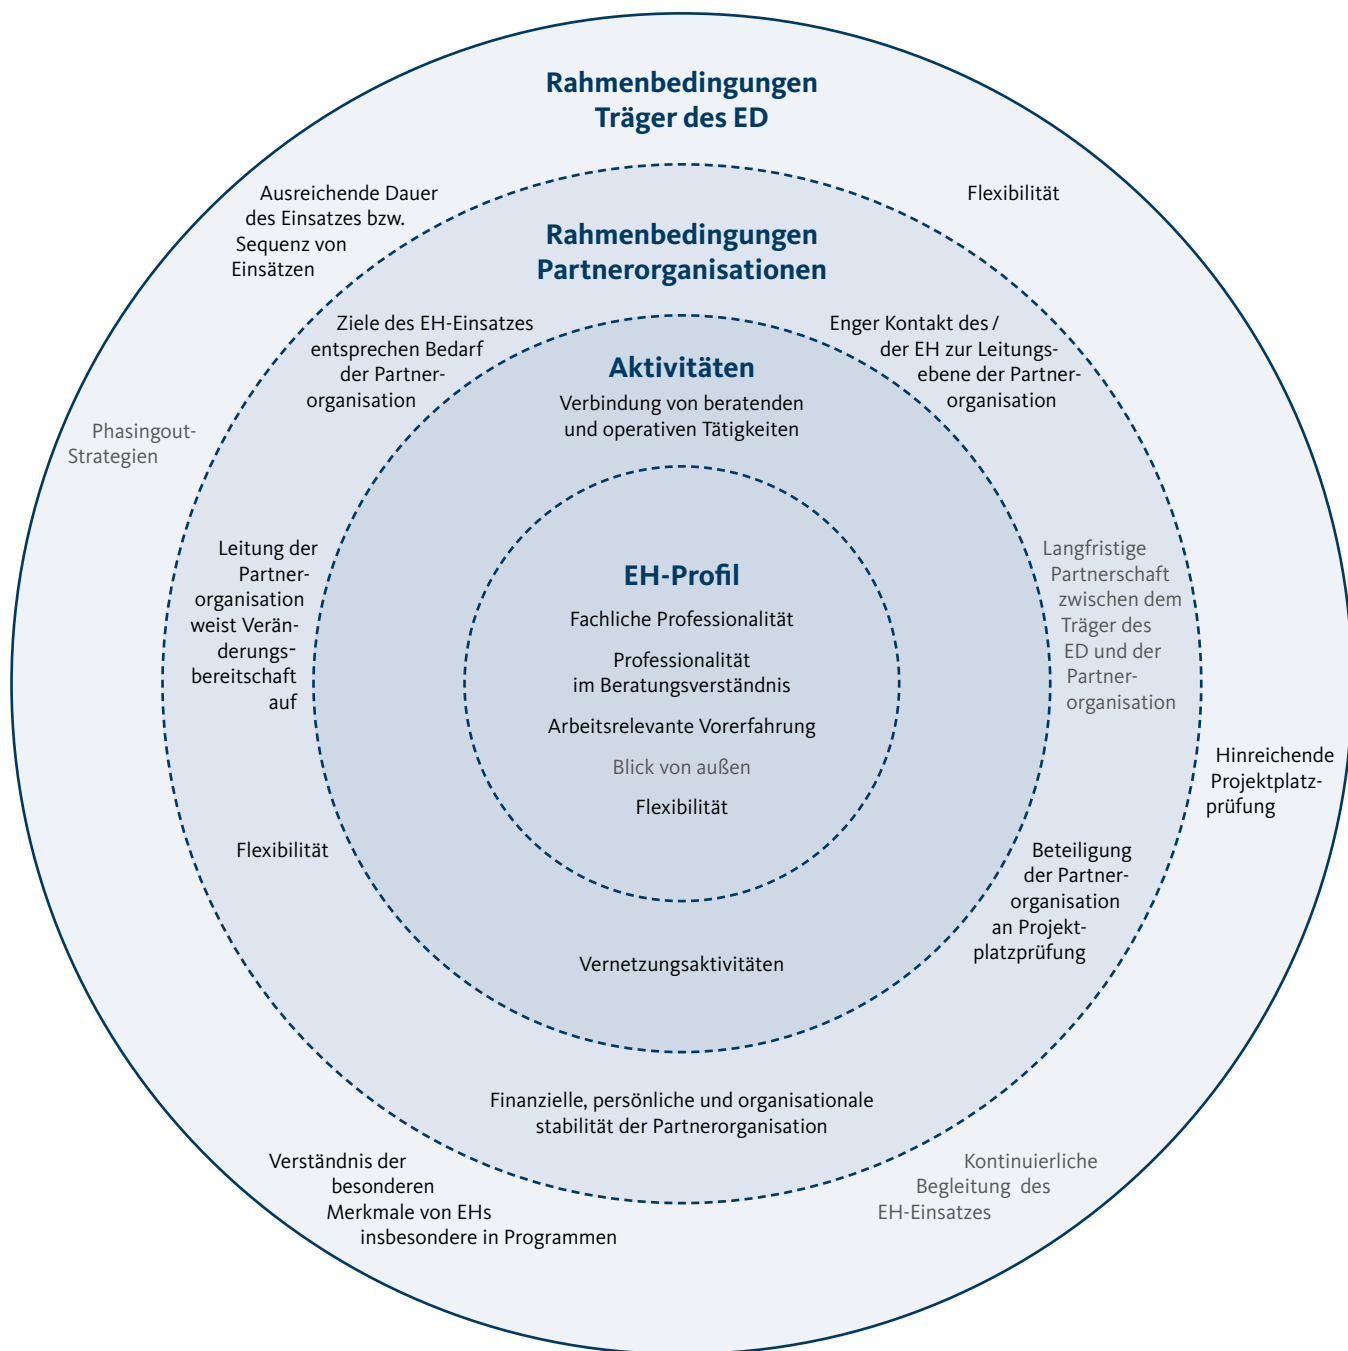 Rahmenbedingungen
Träger des ED
Ausreichende Dauer
des Einsatzes bzw.
Sequenz von
Einsätzen
Flexibilität
Rahmenbedingungen
Partnerorganisationen
Ziele des EH-Einsatzes
entsprechen Bedarf
der Partner-
organisation
Enger Kontakt des /
der EH zur Leitungs-
ebene der Partner-
organisation
Aktivitäten
Verbindung von beratenden
und operativen Tätigkeiten
Phasingout-
Strategien
Leitung der
Partner-
organisation
weist Verän-
derungs-
bereitschaft
auf
EH-Profil
Fachliche Professionalität
Professionalität
im Beratungsverständnis
Arbeitsrelevante Vorerfahrung
Blick von außen
Flexibilität
Langfristige
Partnerschaft
zwischen dem
Träger des
ED und der
Partner-
organisation
Hinreichende
Projektplatz-
prüfung
Flexibilität
Beteiligung
der Partner-
organisation
an Projekt-
platzprüfung
Vernetzungsaktivitäten
Finanzielle, persönliche und organisationale
stabilität der Partnerorganisation
Verständnis der
besonderen
Merkmale von EHs
insbesondere in Programmen
Kontinuierliche
Begleitung des
EH-Einsatzes